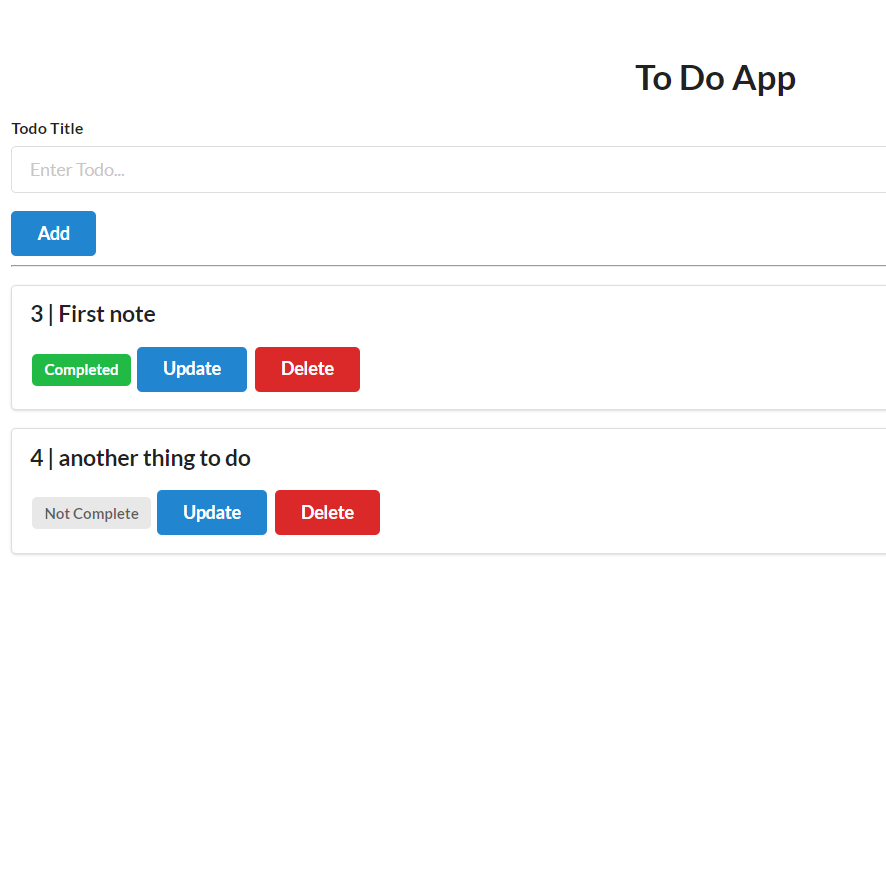 To Do App
Todo Title
Enter Todo...
Add
3 | First note
Completed Update Delete
4 | another thing to do
Not Complete Update Delete